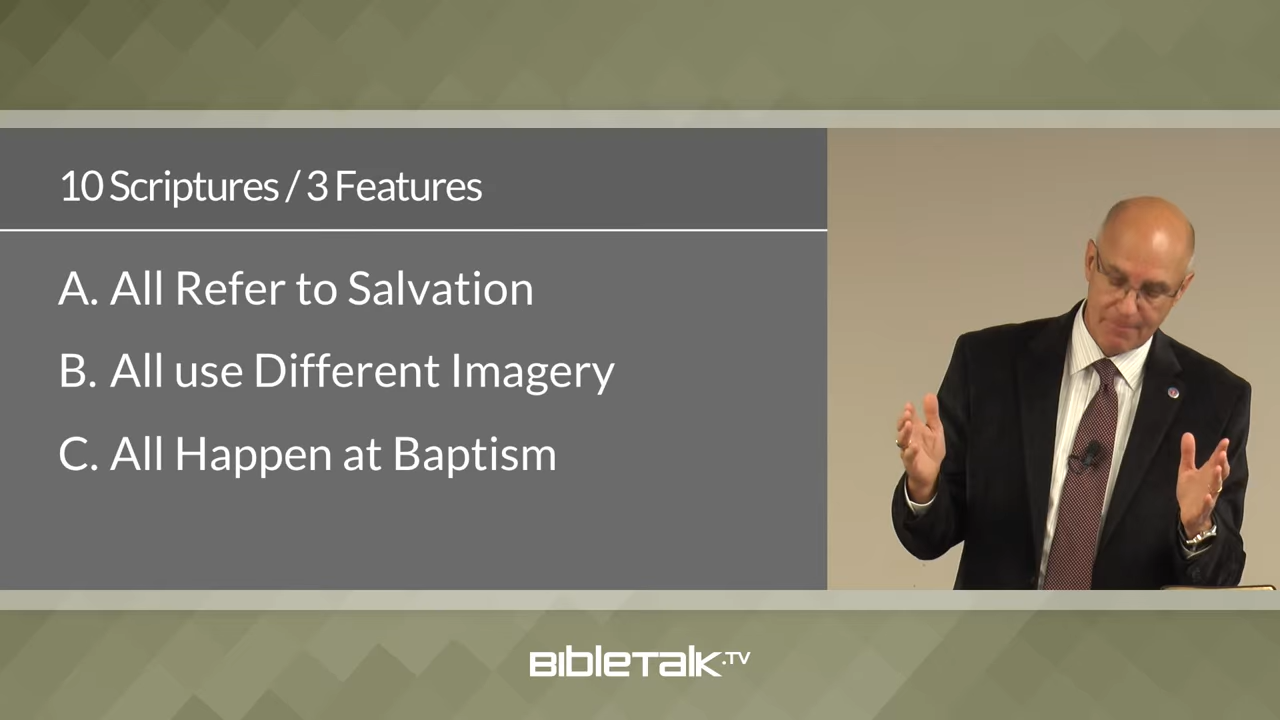 10 Scriptures / 3 Features
A. All Refer to Salvation
B. All use Different Imagery
C. All Happen at Baptism
BIBLETALK.TV